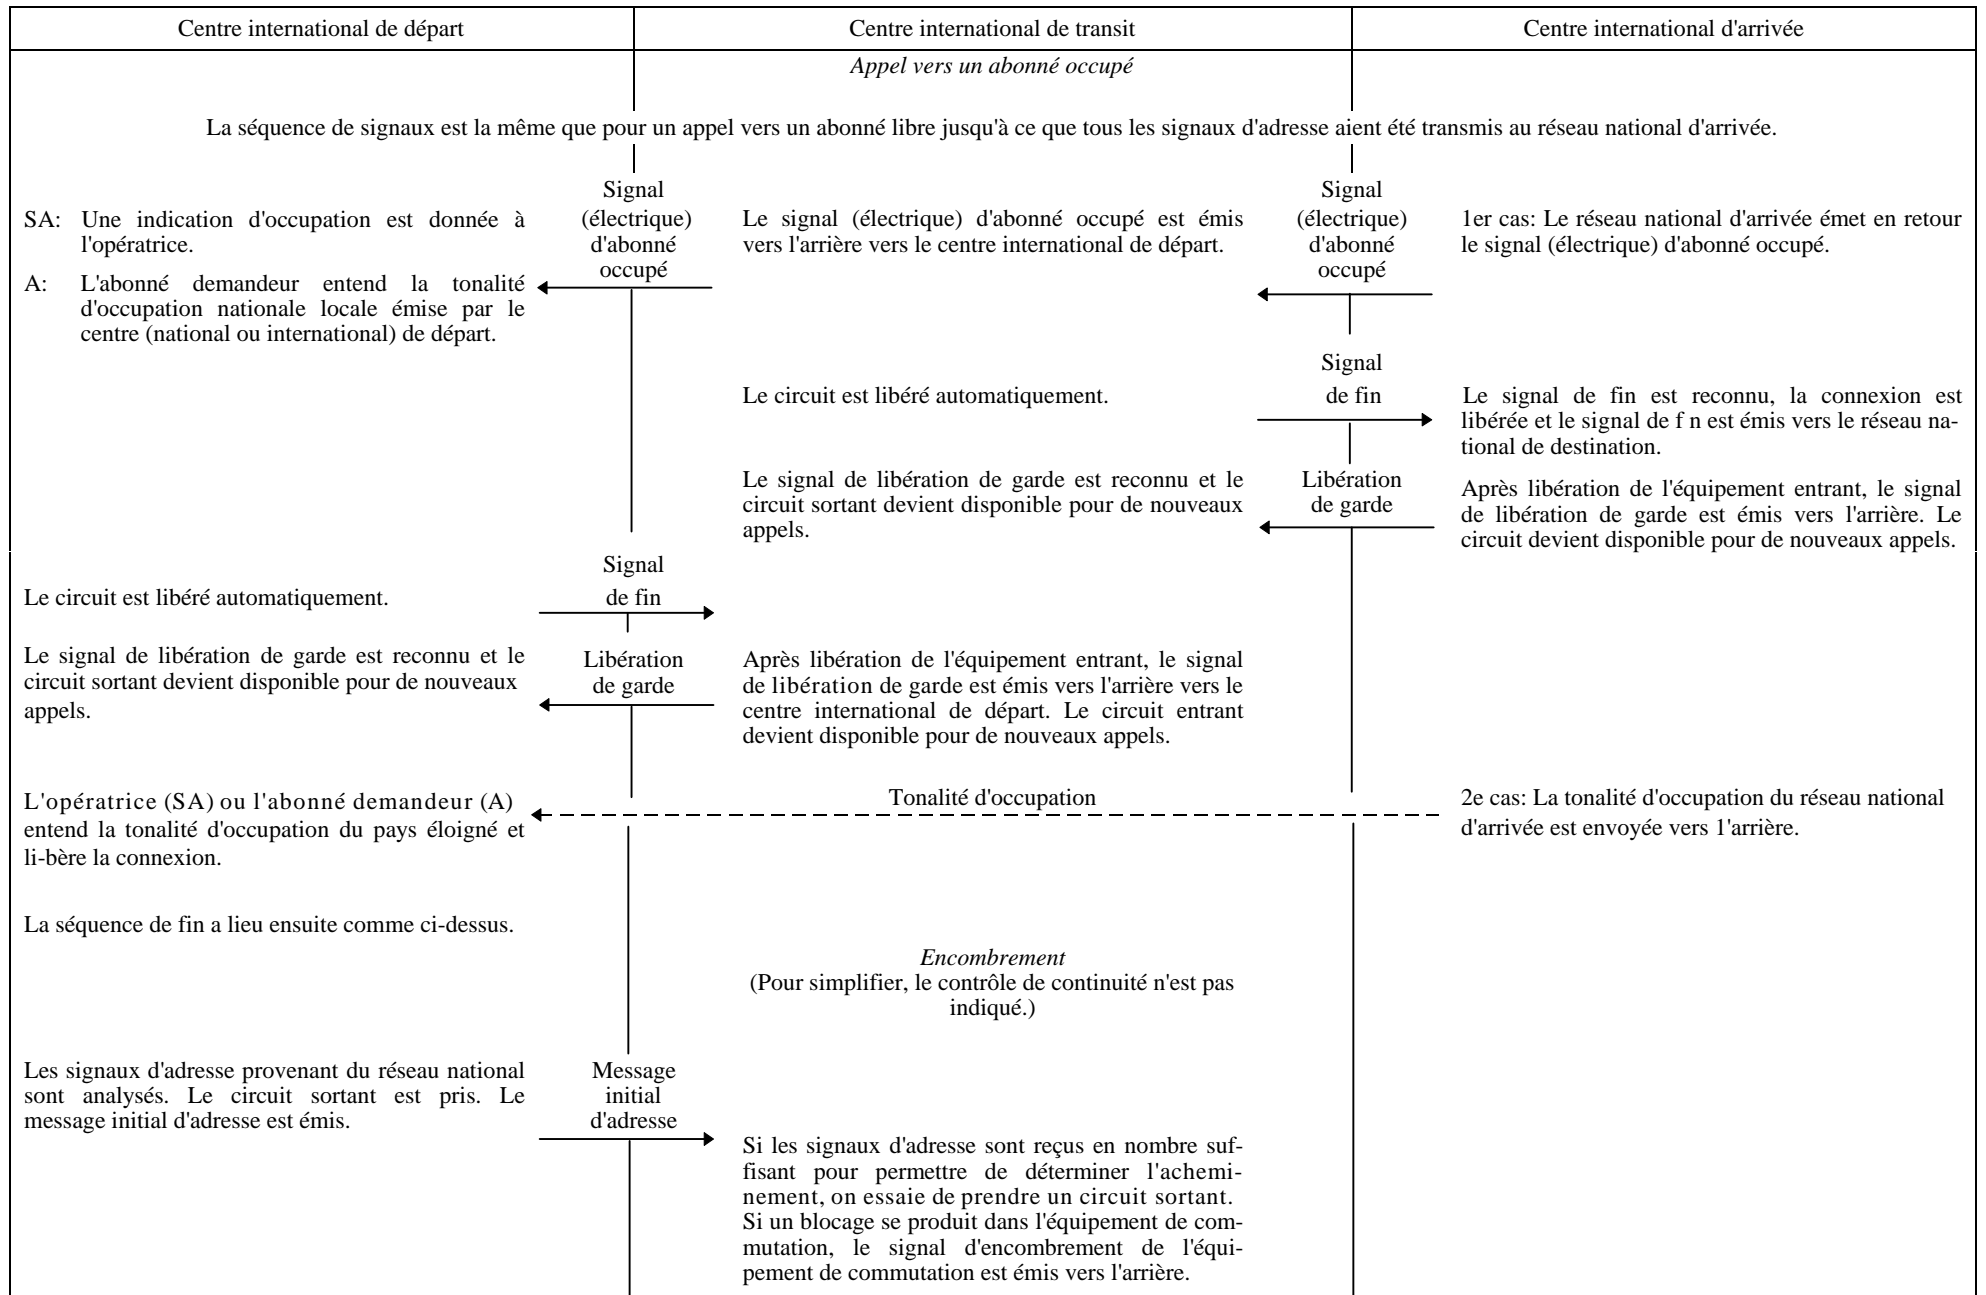 Centre international de départ
Centre international de transit
Centre international d'arrivée
Appel vers un abonné occupé
La séquence de signaux est la même que pour un appel vers un abonné libre jusqu'à ce que tous les signaux d'adresse aient été transmis au réseau national d'arrivée.
SA: Une indication d'occupation est donnée à
l'opératrice.
A: L'abonné demandeur entend la tonalité
d'occupation nationale locale émise par le
centre (national ou international) de départ.
Signal
(électrique)
d'abonné
occupé
Le signal (électrique) d'abonné occupé est émis
vers l'arrière vers le centre international de départ.
Signal
(électrique)
d'abonné
occupé
1er cas: Le réseau national d'arrivée émet en retour
le signal (électrique) d'abonné occupé.
Le circuit est libéré automatiquement.
Signal
de fin
Le signal de fin est reconnu, la connexion est
libérée et le signal de f n est émis vers le réseau na-
tional de destination.
Le signal de libération de garde est reconnu et le
circuit sortant devient disponible pour de nouveaux
appels.
Libération
de garde
Après libération de l'équipement entrant, le signal
de libération de garde est émis vers l'arrière. Le
circuit devient disponible pour de nouveaux appels.
Le circuit est libéré automatiquement.
Signal
de fin
Le signal de libération de garde est reconnu et le
circuit sortant devient disponible pour de nouveaux
appels.
Libération
de garde
Après libération de l'équipement entrant, le signal
de libération de garde est émis vers l'arrière vers le
centre international de départ. Le circuit entrant
devient disponible pour de nouveaux appels.
L'opératrice (SA) ou l'abonné demandeur (A)
entend la tonalité d'occupation du pays éloigné et
li-bère la connexion.
Tonalité d'occupation
2e cas: La tonalité d'occupation du réseau national
d'arrivée est envoyée vers 1'arrière.
La séquence de fin a lieu ensuite comme ci-dessus.
Encombrement
(Pour simplifier, le contrôle de continuité n'est pas
indiqué.)
Les signaux d'adresse provenant du réseau national
sont analysés. Le circuit sortant est pris. Le
message initial d'adresse est émis.
Message
initial
d'adresse
Si les signaux d'adresse sont reçus en nombre suf-
fisant pour permettre de déterminer l'achemi-
nement, on essaie de prendre un circuit sortant.
Si un blocage se produit dans l'équipement de com-
mutation, le signal d'encombrement de l'équi-
pement de commutation est émis vers l'arrière.